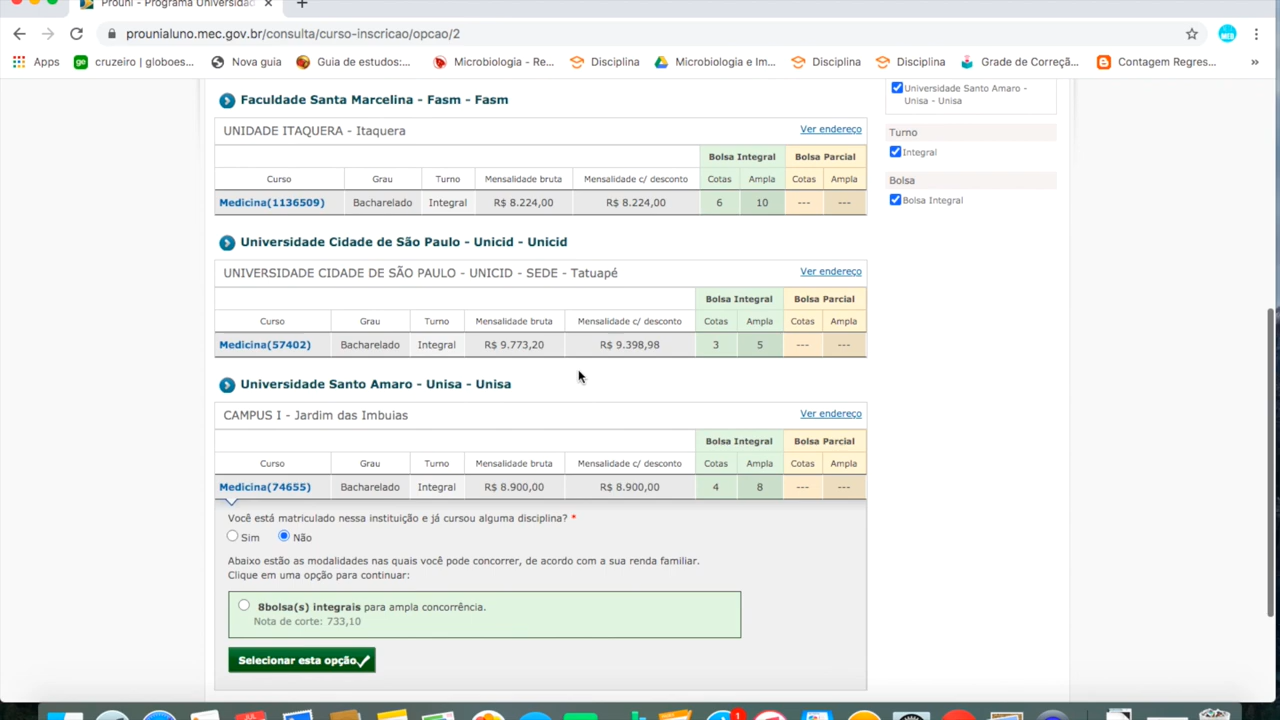 Prouni - Programa Universidad
prounialuno.mec.gov.br/consulta/curso-inscricao/opcao/2
Apps
cruzeiro | globoes...
Nova guia
Guia de estudos:...
Microbiologia - Re...
Disciplina
Microbiologia e Im...
Disciplina
Disciplina
Grade de Correçã...
Contagem Regres...
»
Faculdade Santa Marcelina - Fasm - Fasm
UNIDADE ITAQUERA - Itaquera Ver endereço
Bolsa Integral Bolsa Parcial
Curso Grau Turno Mensalidade bruta Mensalidade c/ desconto Cotas Ampla Cotas Ampla
Medicina(1136509) Bacharelado Integral R$ 8.224,00 R$ 8.224,00 6 10 --- ---
Universidade Cidade de São Paulo - Unicid - Unicid
UNIVERSIDADE CIDADE DE SÃO PAULO - UNICID - SEDE - Tatuapé Ver endereço
Bolsa Integral Bolsa Parcial
Curso Grau Turno Mensalidade bruta Mensalidade c/ desconto Cotas Ampla Cotas Ampla
Medicina(57402) Bacharelado Integral R$ 9.773,20 R$ 9.398,98 3 5 --- ---
Universidade Santo Amaro - Unisa - Unisa
CAMPUS I - Jardim das Imbuias Ver endereço
Bolsa Integral Bolsa Parcial
Curso Grau Turno Mensalidade bruta Mensalidade c/ desconto Cotas Ampla Cotas Ampla
Medicina(74655) Bacharelado Integral R$ 8.900,00 R$ 8.900,00 4 8 --- ---
Você está matriculado nessa instituição e já cursou alguma disciplina? *
Sim Não
Abaixo estão as modalidades nas quais você pode concorrer, de acordo com a sua renda familiar.
Clique em uma opção para continuar:
8bolsa(s) integrais para ampla concorrência.
Nota de corte: 733,10
Selecionar esta opção
Universidade Santo Amaro -
Unisa - Unisa
Turno
Integral
Bolsa
Bolsa Integral
1